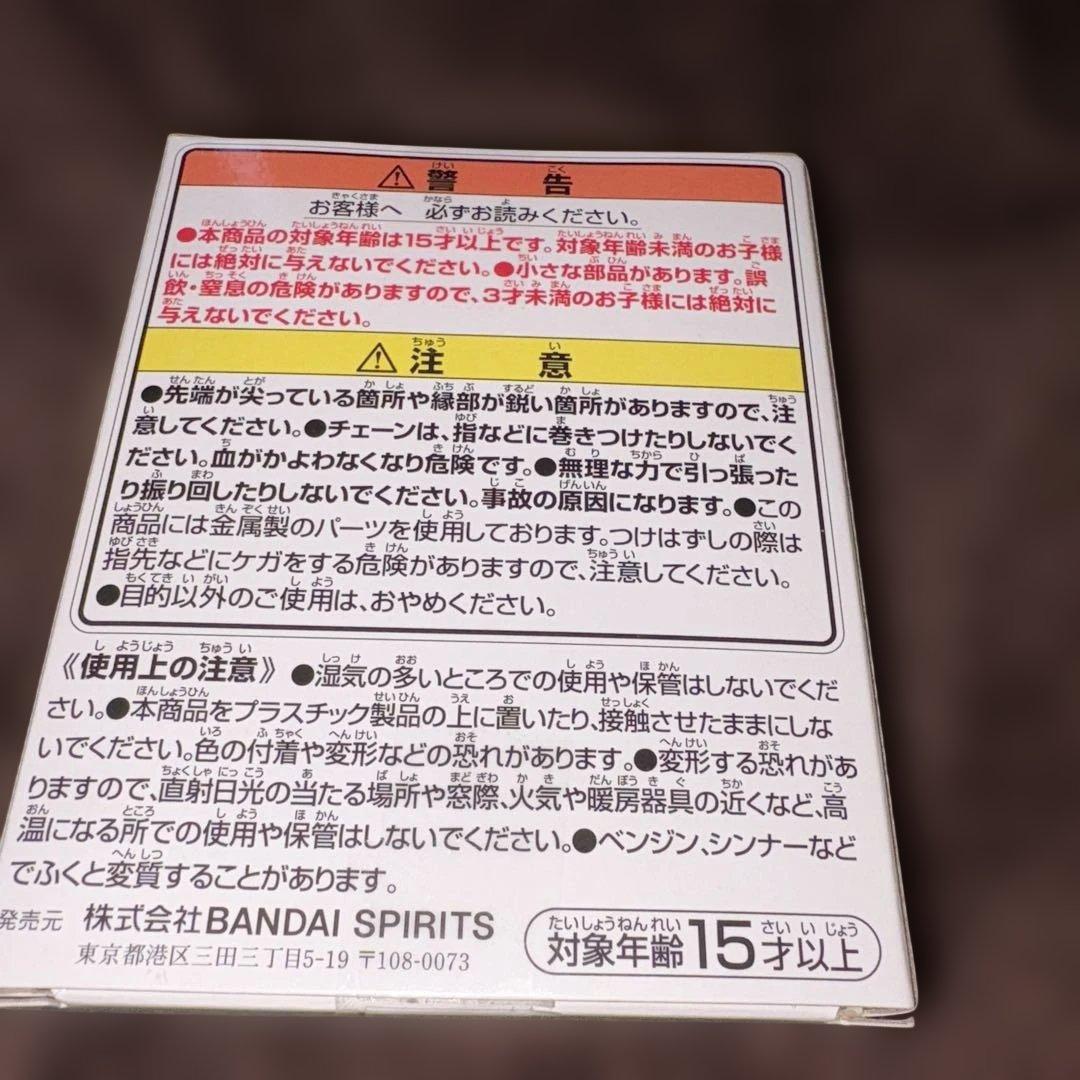 ⚠警告
お客様へ 必ずお読みください。
●本商品の対象年齢は15才以上です。対象年齢未満のお子様
には絶対に与えないでください。●小さな部品があります。誤
飲・窒息の危険がありますので、3才未満のお子様には絶対に
与えないでください。
⚠注意
●先端が尖っている箇所や縁部が鋭い箇所がありますので、注
意してください。●チェーンは、指などに巻きつけたりしないでく
ださい。血がかよわなくなり危険です。●無理な力で引っ張った
り振り回したりしないでください。事故の原因になります。●この
商品には金属製のパーツを使用しております。つけはずしの際は
指先などにケガをする危険がありますので、注意してください。
●目的以外のご使用は、おやめください。
《使用上の注意》●湿気の多いところでの使用や保管はしないでくだ
さい。●本商品をプラスチック製品の上に置いたり、接触させたままにしな
いでください。色の付着や変形などの恐れがあります。●変形する恐れがあ
りますので、直射日光の当たる場所や窓際、火気や暖房器具の近くなど、高
温になる所での使用や保管はしないでください。●ベンジン、シンナーなど
でふくと変質することがあります。
発売元 株式会社BANDAI SPIRITS
東京都港区三田三丁目5-19 〒108-0073
対象年齢15才以上